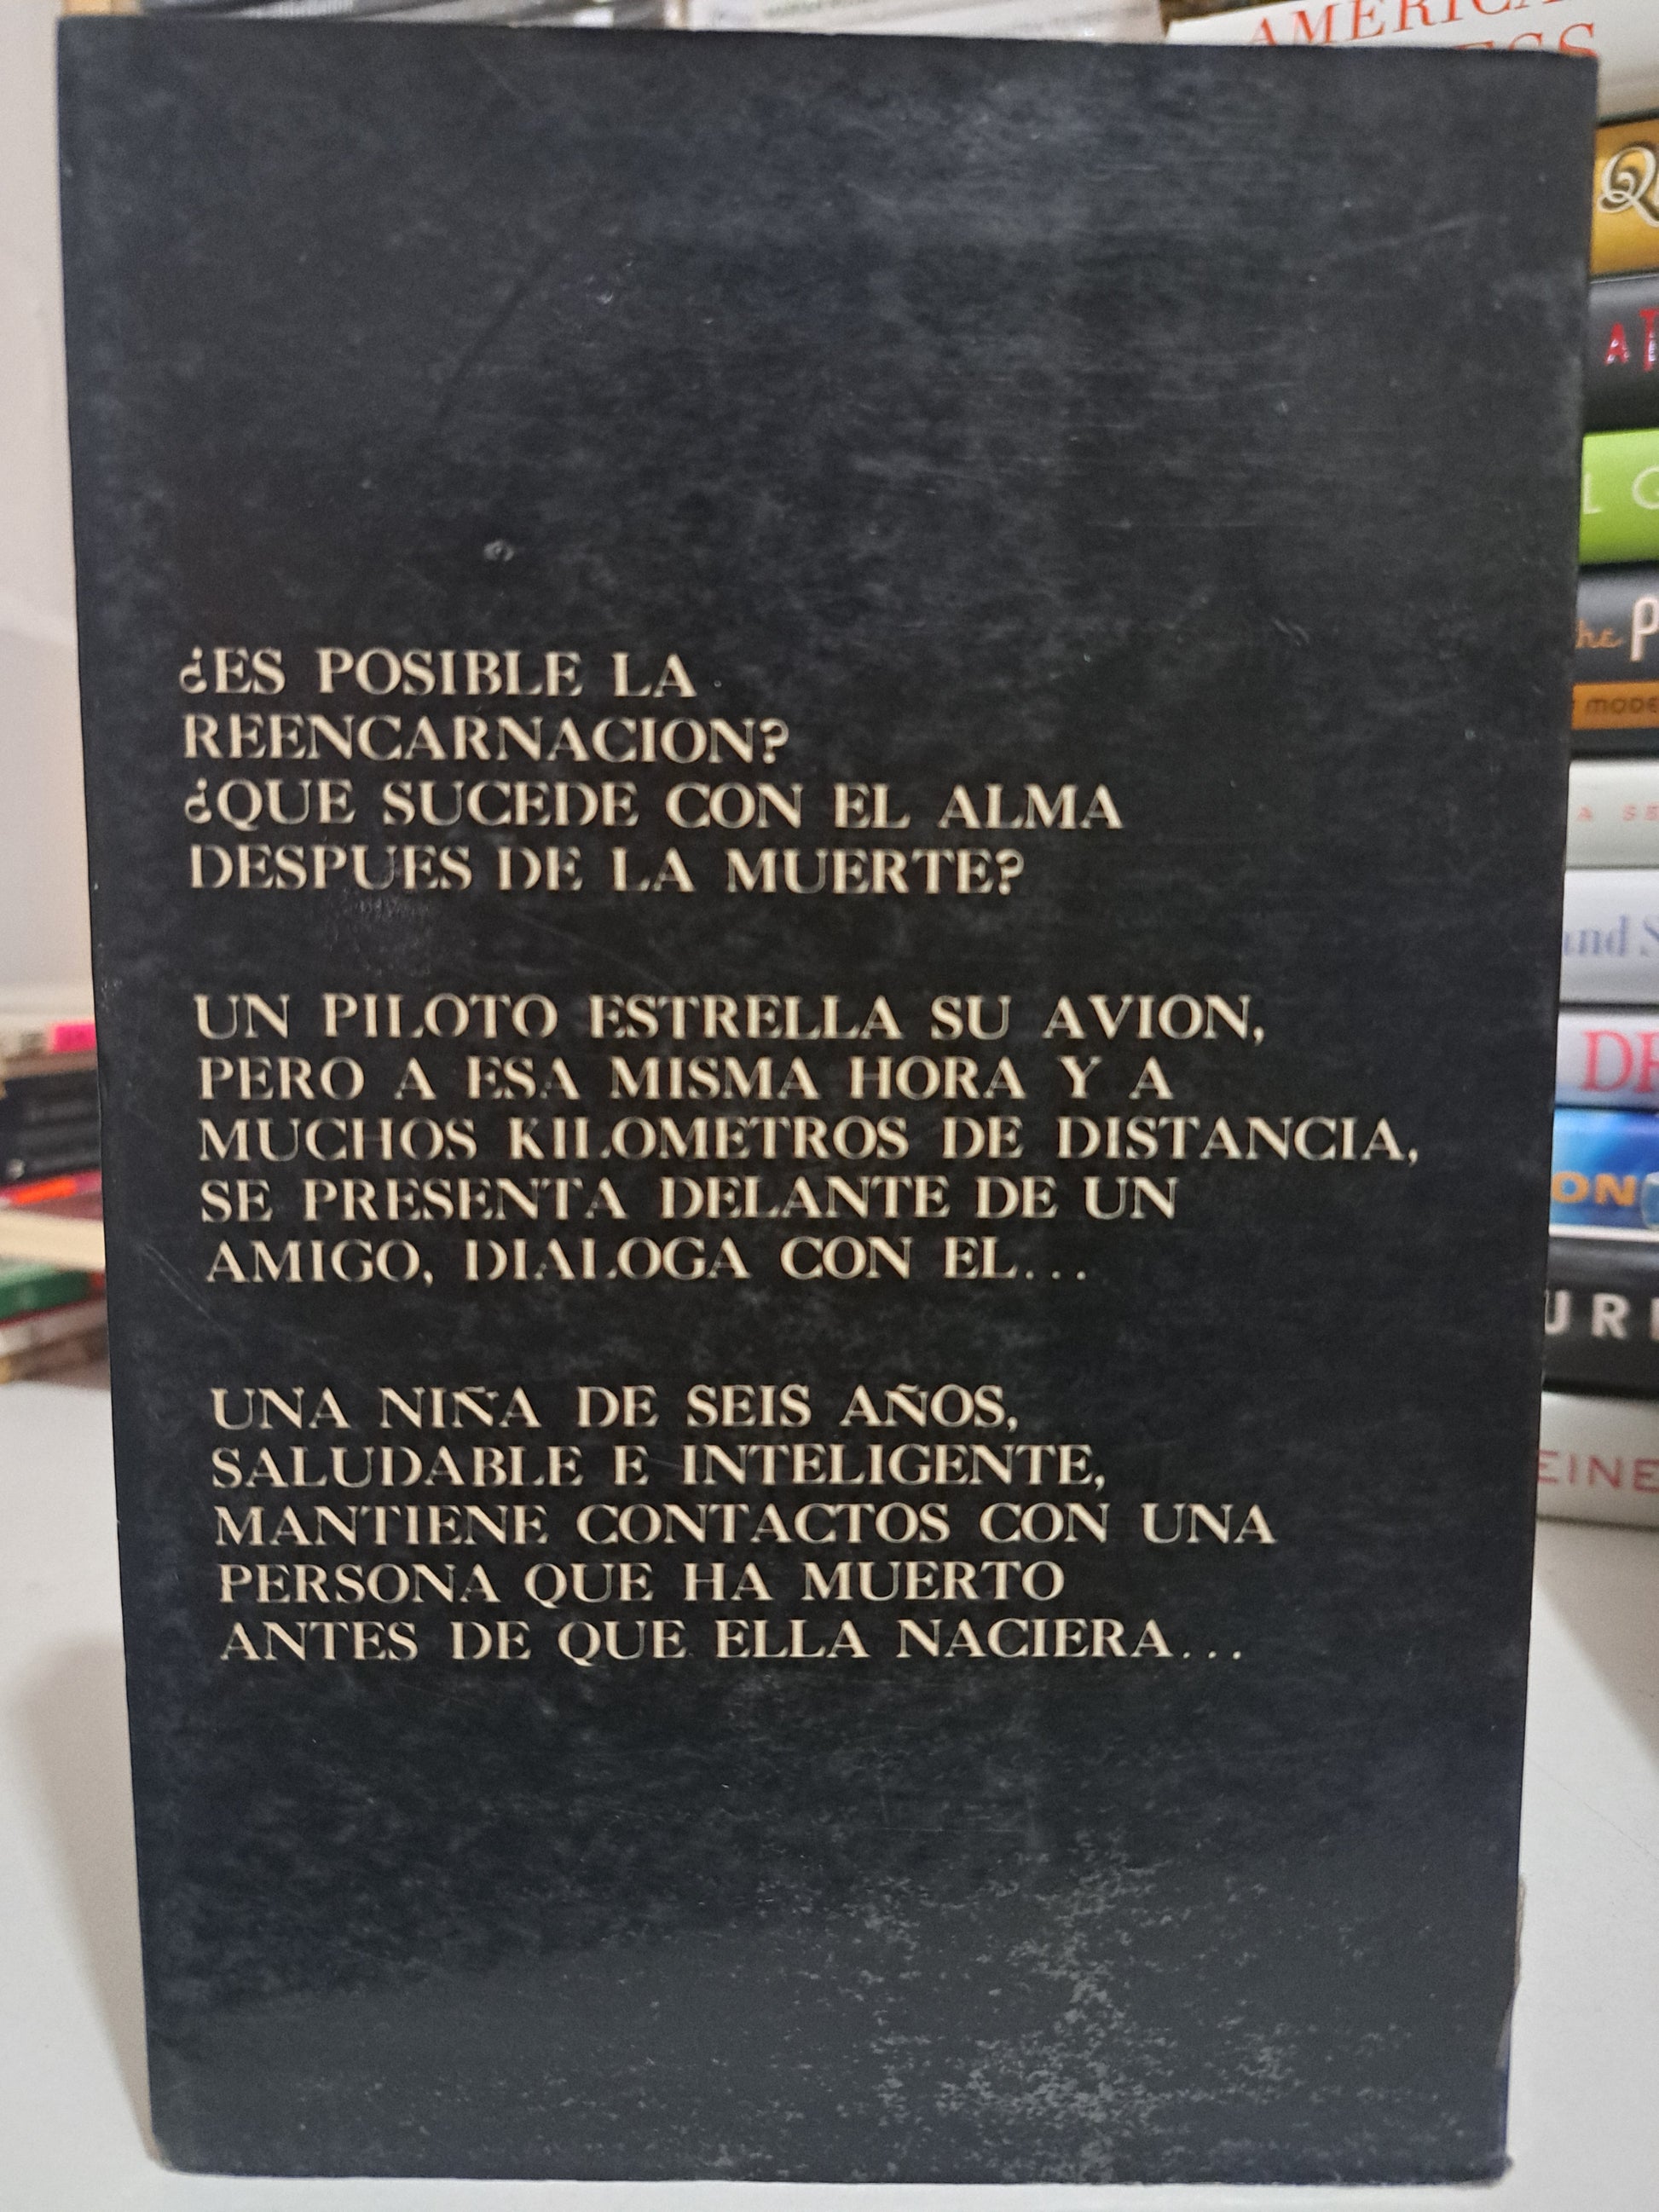 ¿ES POSIBLE LA
REENCARNACION?
¿QUE SUCEDE CON EL ALMA
DESPUES DE LA MUERTE?
UN PILOTO ESTRELLA SU AVION,
PERO A ESA MISMA HORA Y A
MUCHOS KILOMETROS DE DISTANCIA,
SE PRESENTA DELANTE DE UN
AMIGO, DIALOGA CON EL...
UNA NIÑA DE SEIS AÑOS,
SALUDABLE E INTELIGENTE,
MANTIENE CONTACTOS CON UNA
PERSONA QUE HA MUERTO
ANTES DE QUE ELLA NACIERA...
and S